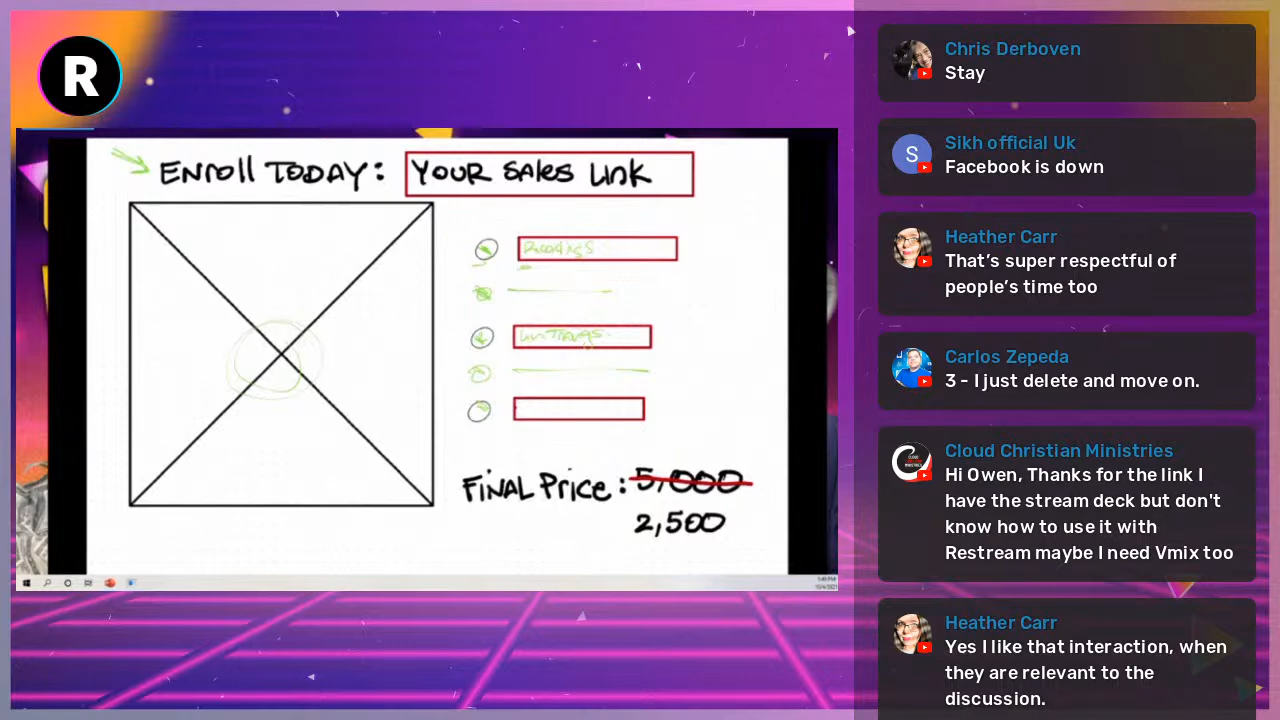 R
Enroll Today: Your Sales Link
Final Price: 5,000
2,500
Chris Derboven
Stay
S
Sikh official Uk
Facebook is down
Heather Carr
That's super respectful of
people's time too
Carlos Zepeda
3 - I just delete and move on.
Cloud Christian Ministries
Hi Owen, Thanks for the link I
have the stream deck but don't
know how to use it with
Restream maybe I need Vmix too
Heather Carr
Yes I like that interaction, when
they are relevant to the
discussion.